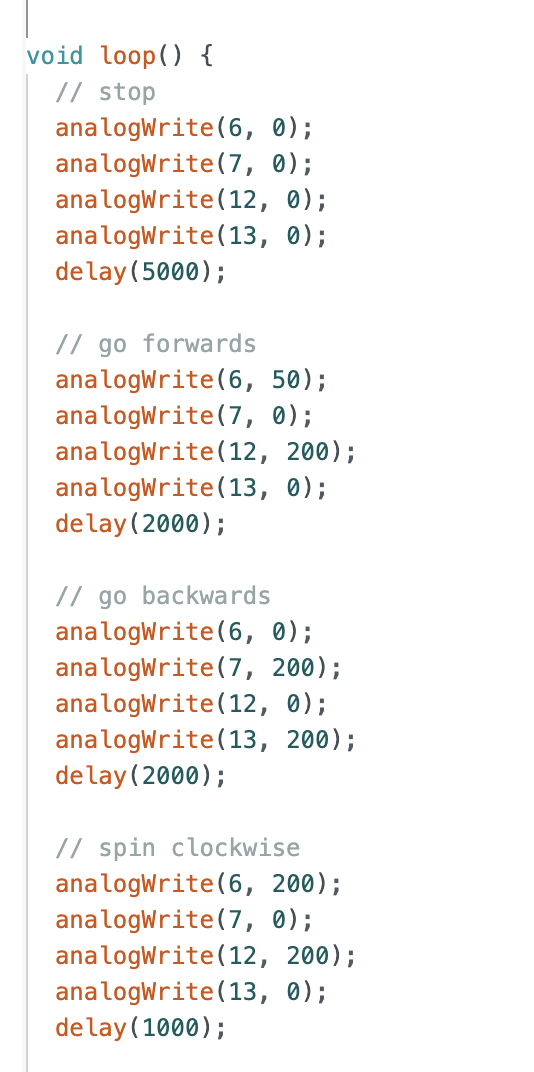 void loop() {
// stop
analogWrite(6, 0);
analogWrite(7, 0);
analogWrite(12, 0);
analogWrite(13, 0);
delay(5000);
// go forwards
analogWrite(6, 50);
analogWrite(7, 0);
analogWrite(12, 200);
analogWrite(13, 0);
delay(2000);
// go backwards
analogWrite(6, 0);
analogWrite(7, 200);
analogWrite(12, 0);
analogWrite(13, 200);
delay(2000);
// spin clockwise
analogWrite(6, 200);
analogWrite(7, 0);
analogWrite(12, 200);
analogWrite(13, 0);
delay(1000);